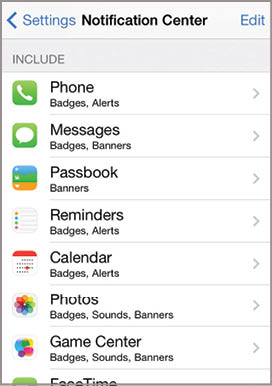 Settings Notification Center Edit
INCLUDE
Phone
Badges, Alerts
Messages
Badges, Banners
Passbook
Banners
Reminders
Badges, Alerts
Calendar
Badges, Alerts
Photos
Badges, Sounds, Banners
Game Center
Badges, Sounds, Banners
FaceTime